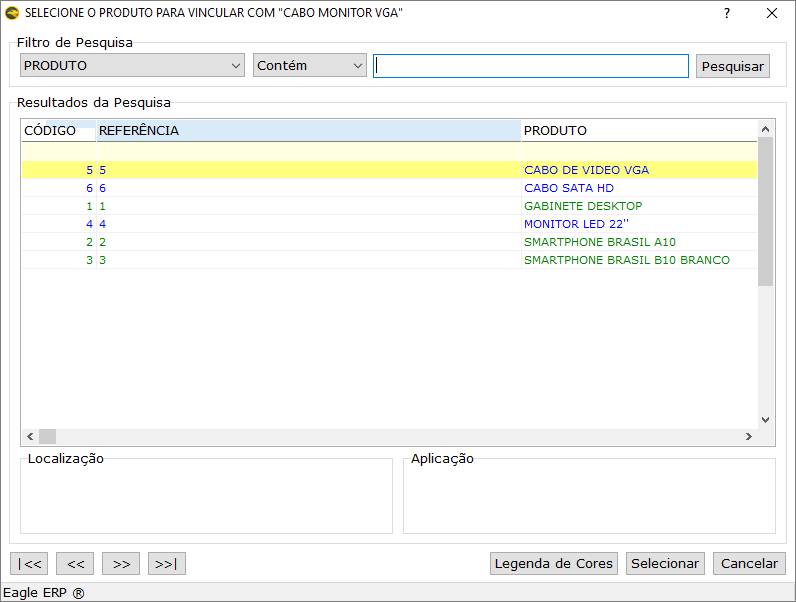 SELECIONE O PRODUTO PARA VINCULAR COM "CABO MONITOR VGA" ?
Filtro de Pesquisa
PRODUTO Contém Pesquisar
Resultados da Pesquisa
CÓDIGO REFERÊNCIA PRODUTO
5 5 CABO DE VIDEO VGA
6 6 CABO SATA HD
1 1 GABINETE DESKTOP
4 4 MONITOR LED 22''
2 2 SMARTPHONE BRASIL A10
3 3 SMARTPHONE BRASIL B10 BRANCO
Localização Aplicação
|<< << >> >>| Legenda de Cores Selecionar Cancelar
Eagle ERP ®